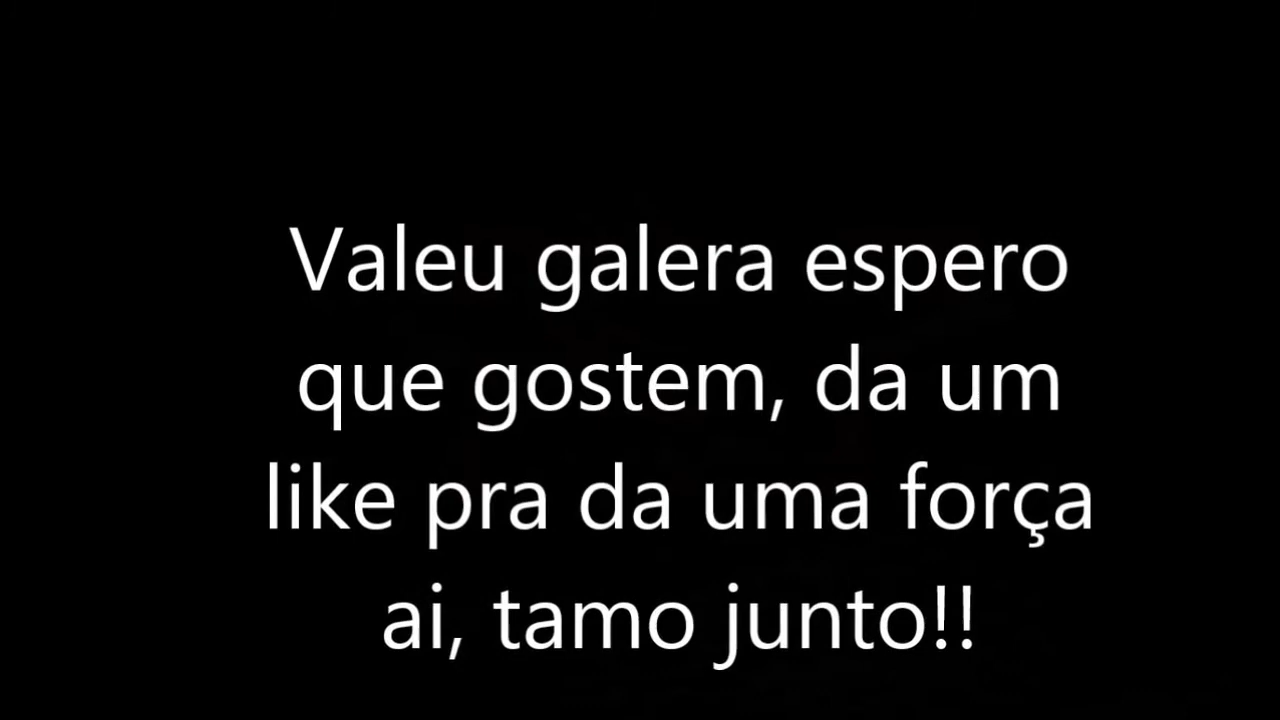 Valeu galera espero
que gostem, da um
like pra da uma força
ai, tamo junto!!